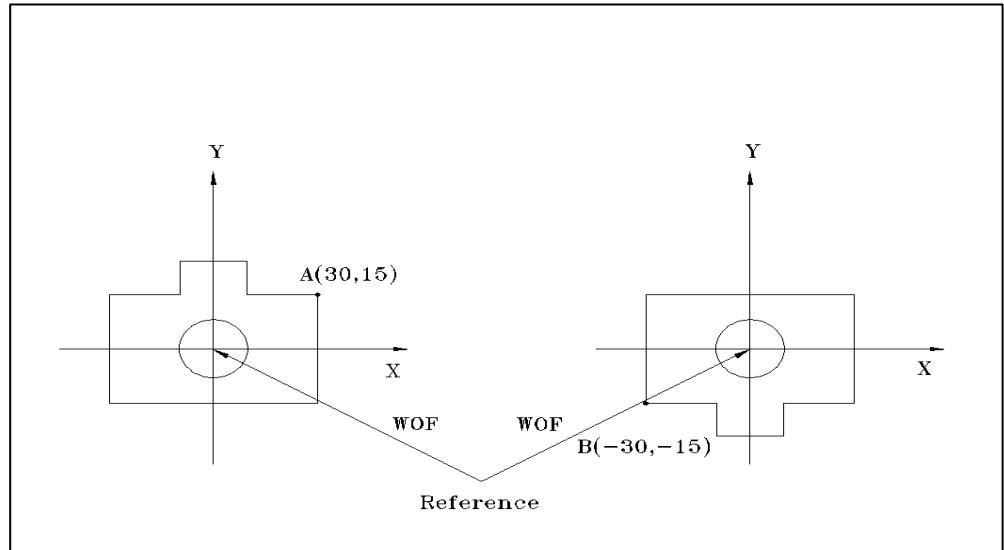 Y
Y
A(30,15)
X
X
WOF
WOF
B(−30,−15)
Reference